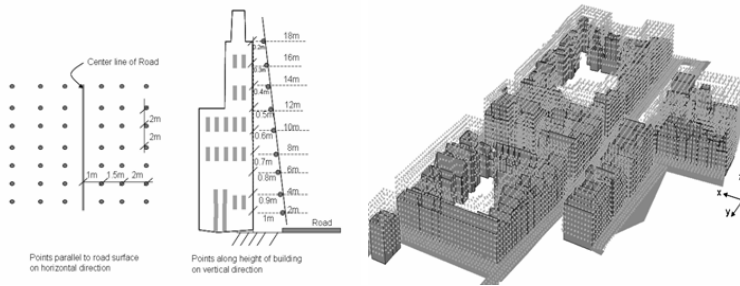 Center line of Road
2m
2m
1m
1.5m
2m
Points parallel to road surface
on horizontal direction
18m
0.2m
16m
0.3m
14m
0.4m
12m
0.5m
10m
0.6m
8m
0.7m
6m
0.8m
4m
0.9m
2m
1m
Road
Points along height of building
on vertical direction
x
y